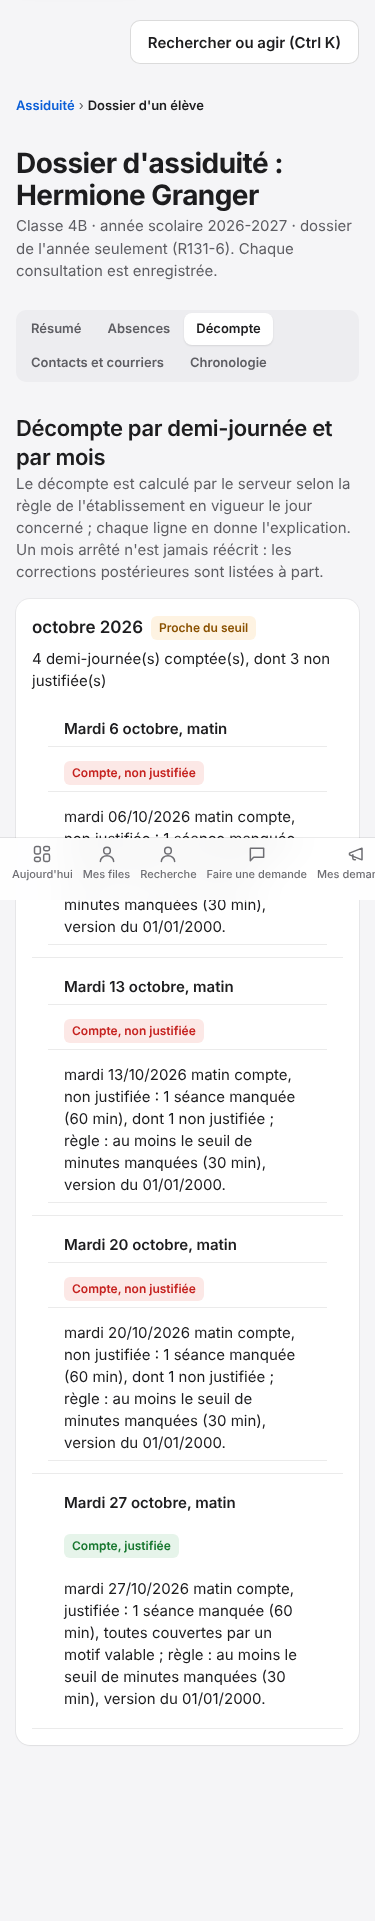 Rechercher ou agir (Ctrl K)
Assiduité › Dossier d'un élève
Dossier d'assiduité :
Hermione Granger
Classe 4B · année scolaire 2026-2027 · dossier
de l'année seulement (R131-6). Chaque
consultation est enregistrée.
Résumé Absences Décompte
Contacts et courriers Chronologie
Décompte par demi-journée et
par mois
Le décompte est calculé par le serveur selon la
règle de l'établissement en vigueur le jour
concerné ; chaque ligne en donne l'explication.
Un mois arrêté n'est jamais réécrit : les
corrections postérieures sont listées à part.
octobre 2026 Proche du seuil
4 demi-journée(s) comptée(s), dont 3 non
justifiée(s)
Mardi 6 octobre, matin
Compte, non justifiée
mardi 06/10/2026 matin compte,
non justifiée : 1 séance manquée
Aujourd'hui Mes files Recherche Faire une demande Mes deman
minutes manquées (30 min),
version du 01/01/2000.
Mardi 13 octobre, matin
Compte, non justifiée
mardi 13/10/2026 matin compte,
non justifiée : 1 séance manquée
(60 min), dont 1 non justifiée ;
règle : au moins le seuil de
minutes manquées (30 min),
version du 01/01/2000.
Mardi 20 octobre, matin
Compte, non justifiée
mardi 20/10/2026 matin compte,
non justifiée : 1 séance manquée
(60 min), dont 1 non justifiée ;
règle : au moins le seuil de
minutes manquées (30 min),
version du 01/01/2000.
Mardi 27 octobre, matin
Compte, justifiée
mardi 27/10/2026 matin compte,
justifiée : 1 séance manquée (60
min), toutes couvertes par un
motif valable ; règle : au moins le
seuil de minutes manquées (30
min), version du 01/01/2000.